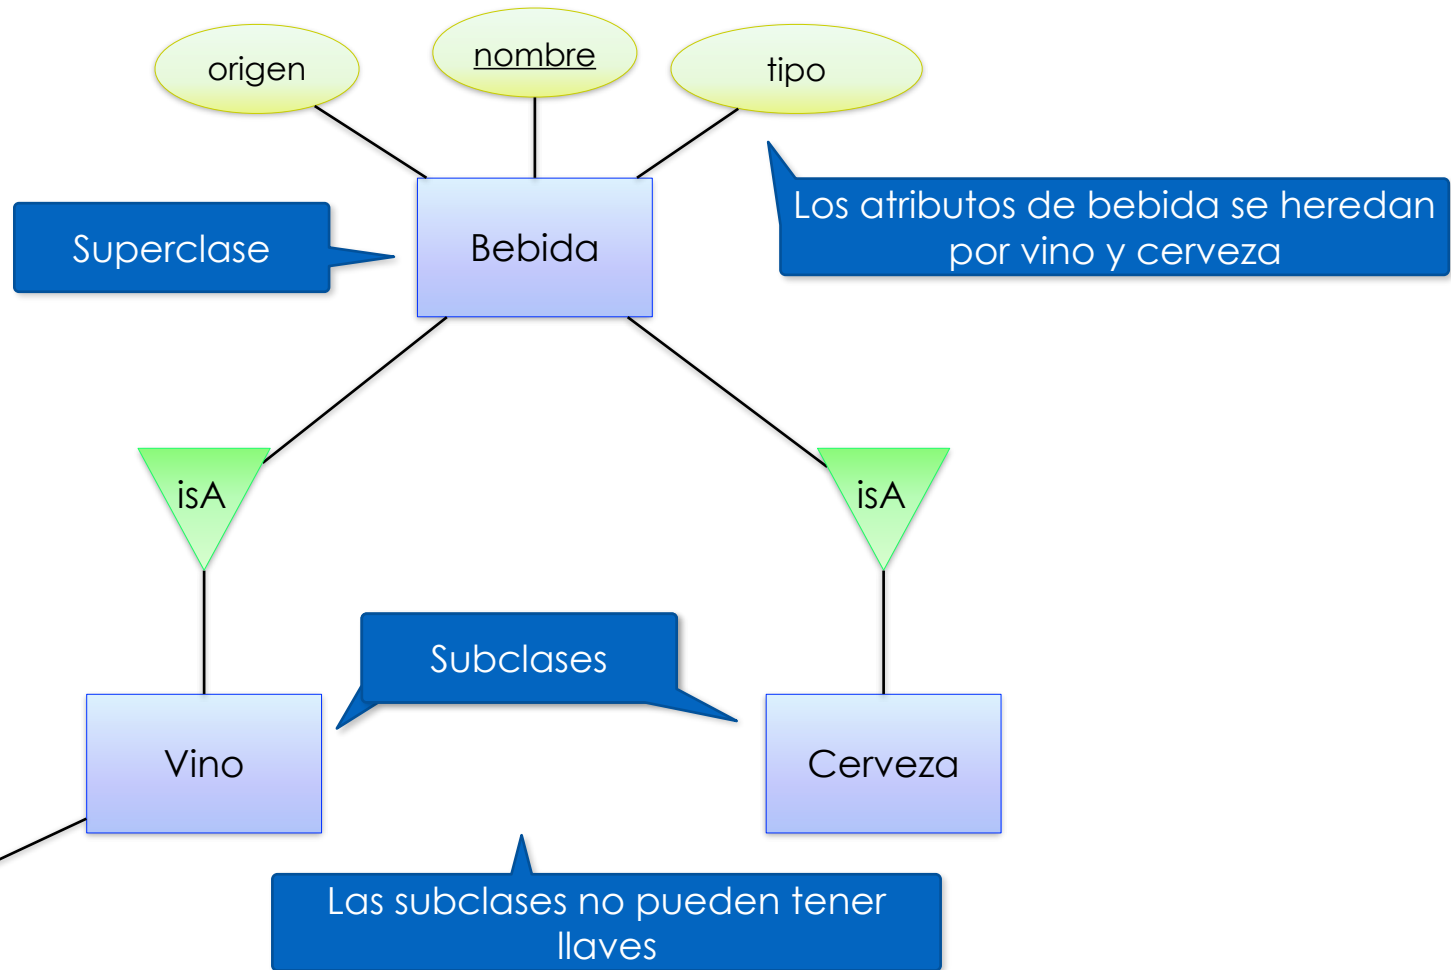 origen
nombre
tipo
Superclase
Bebida
Los atributos de bebida se heredan
por vino y cerveza
isA
isA
Subclases
Vino
Cerveza
Las subclases no pueden tener
llaves